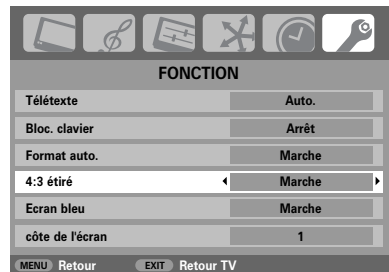 FONCTION
Télétexte Auto.
Bloc. clavier Arrêt
Format auto. Marche
4:3 étiré Marche
Ecran bleu Marche
côte de l'écran 1
MENU Retour EXIT Retour TV